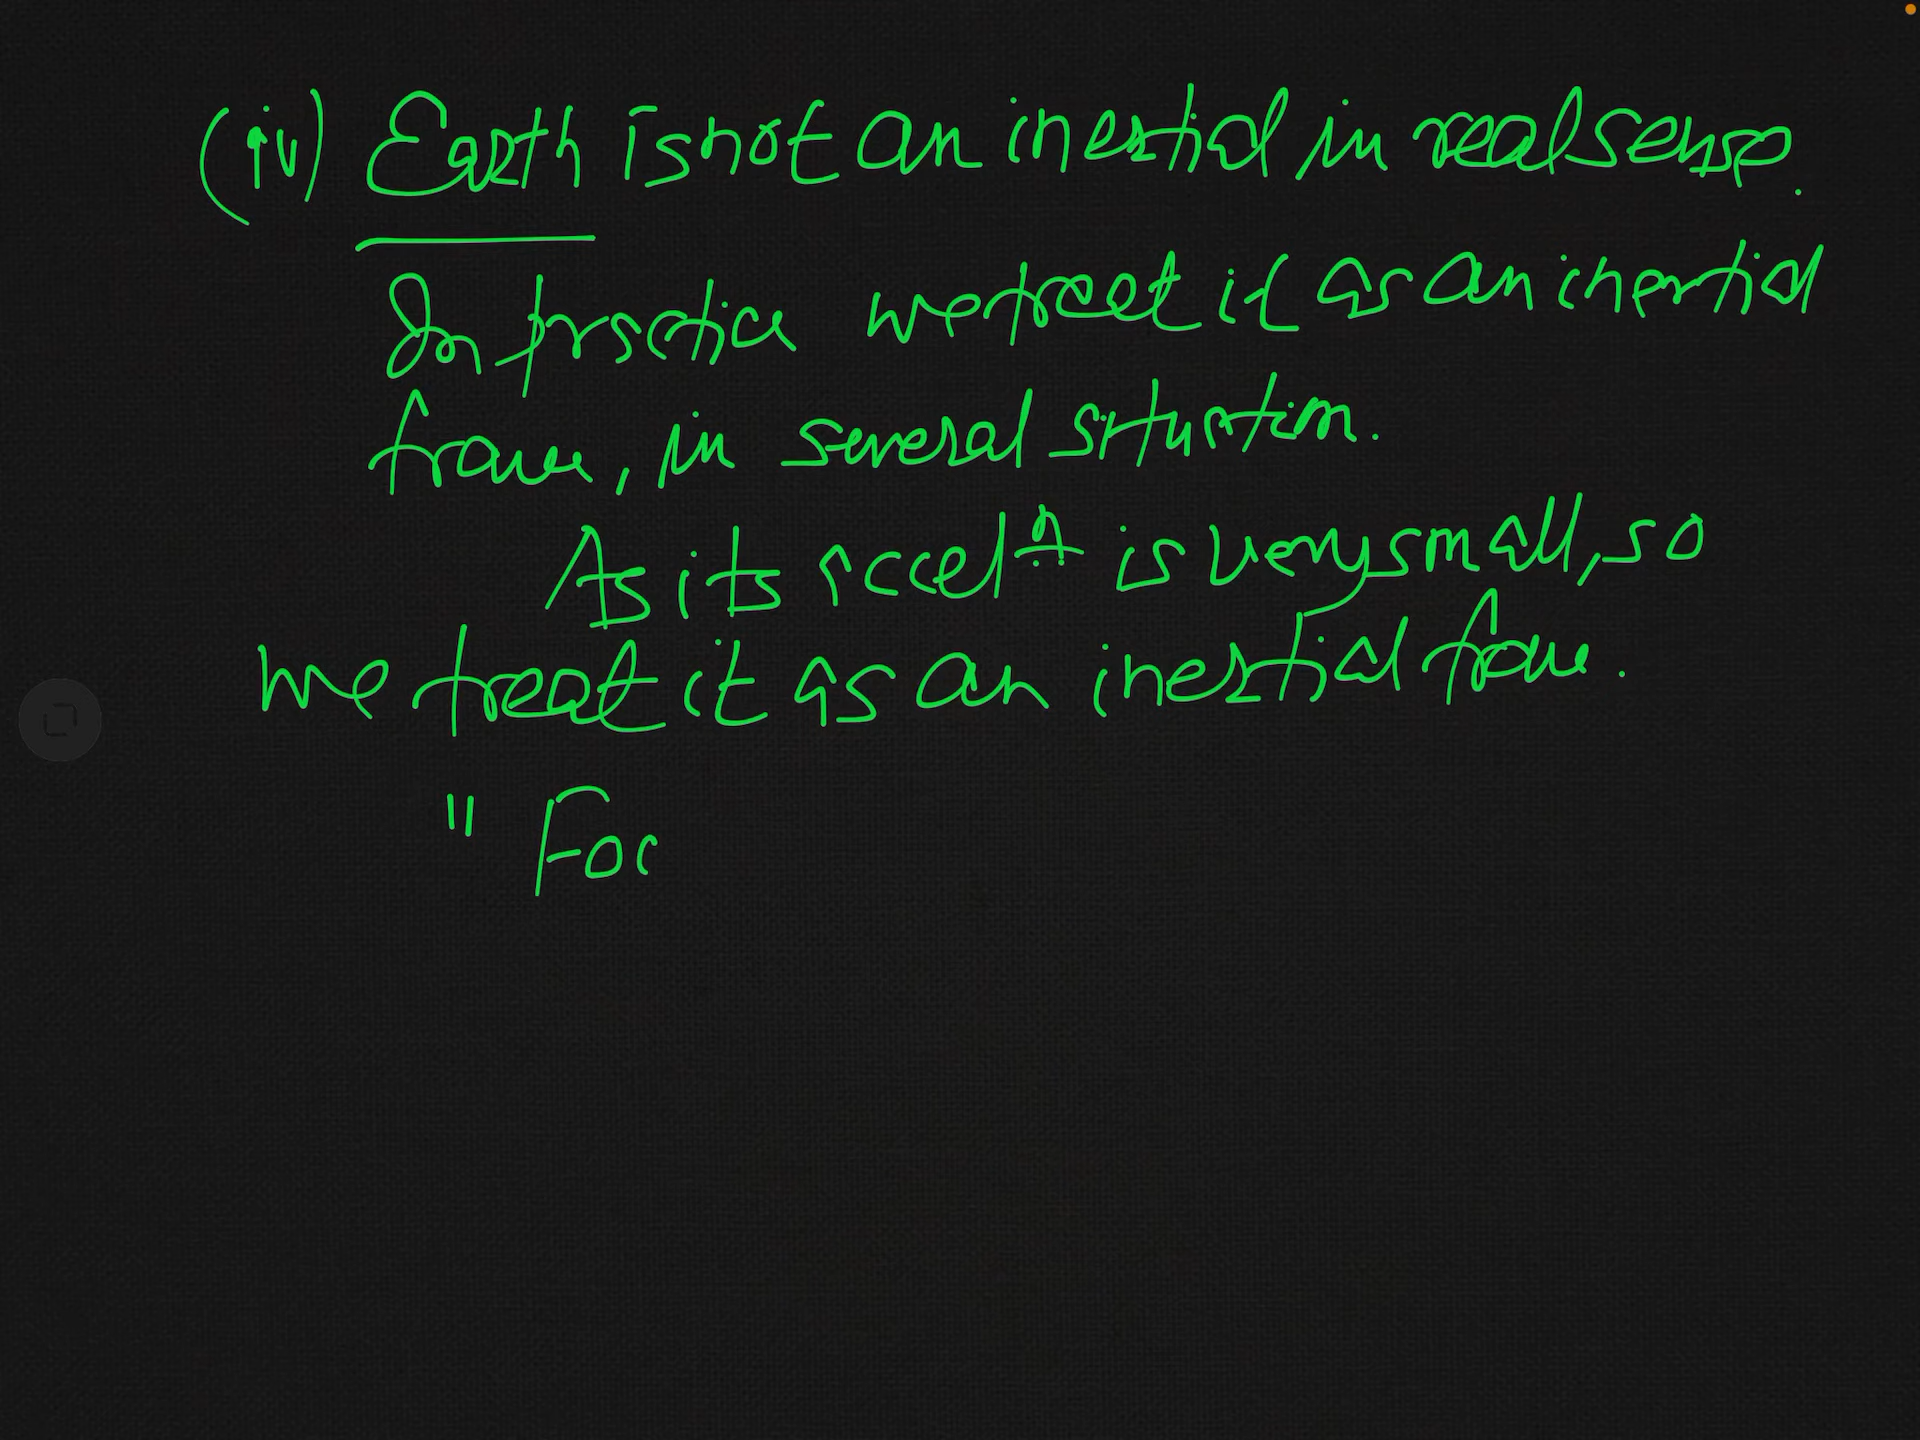 (iv) Earth is not an inertial in real sense.
In practice we treat it as an inertial
frame, in several situation.
As its accelⁿ is very small, so
we treat it as an inertial frame.
" Foc